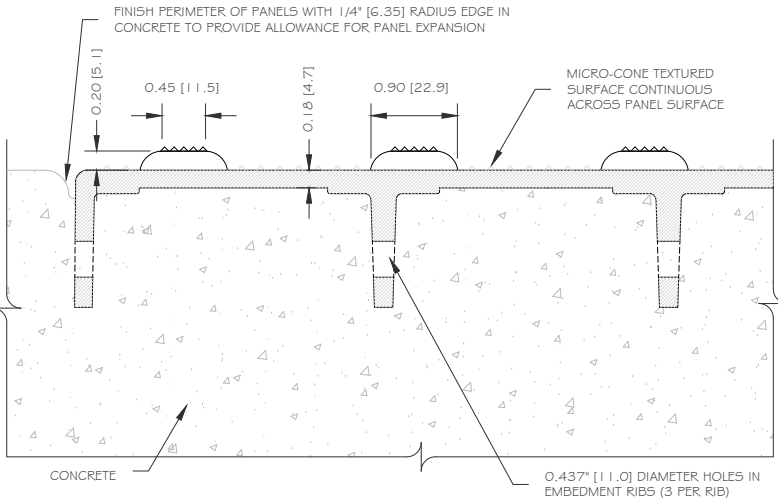 FINISH PERIMETER OF PANELS WITH 1/4" [6.35] RADIUS EDGE IN
CONCRETE TO PROVIDE ALLOWANCE FOR PANEL EXPANSION
0.20 [5.1]
0.45 [11.5]
0.18 [4.7]
0.90 [22.9]
MICRO-CONE TEXTURED
SURFACE CONTINUOUS
ACROSS PANEL SURFACE
CONCRETE
0.437" [11.0] DIAMETER HOLES IN
EMBEDMENT RIBS (3 PER RIB)